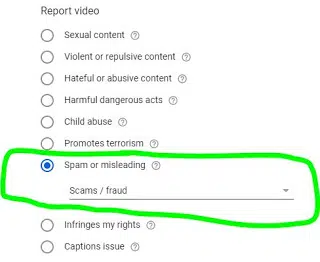 Report video
Sexual content
Violent or repulsive content
Hateful or abusive content
Harmful dangerous acts
Child abuse
Promotes terrorism
Spam or misleading
Scams / fraud
Infringes my rights
Captions issue